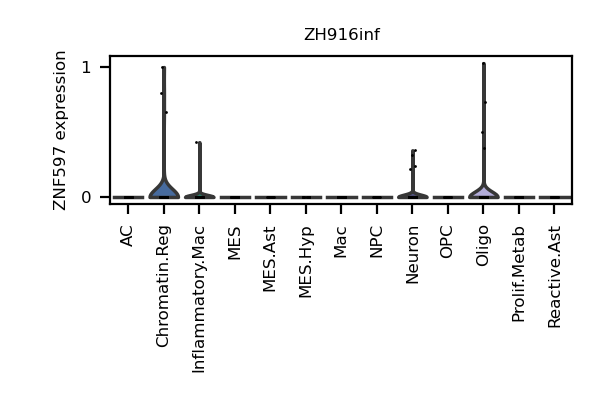 ZH916inf
ZNF597 expression
1
0
AC
Chromatin.Reg
Inflammatory.Mac
MES
MES.Ast
MES.Hyp
Mac
NPC
Neuron
OPC
Oligo
Prolif.Metab
Reactive.Ast